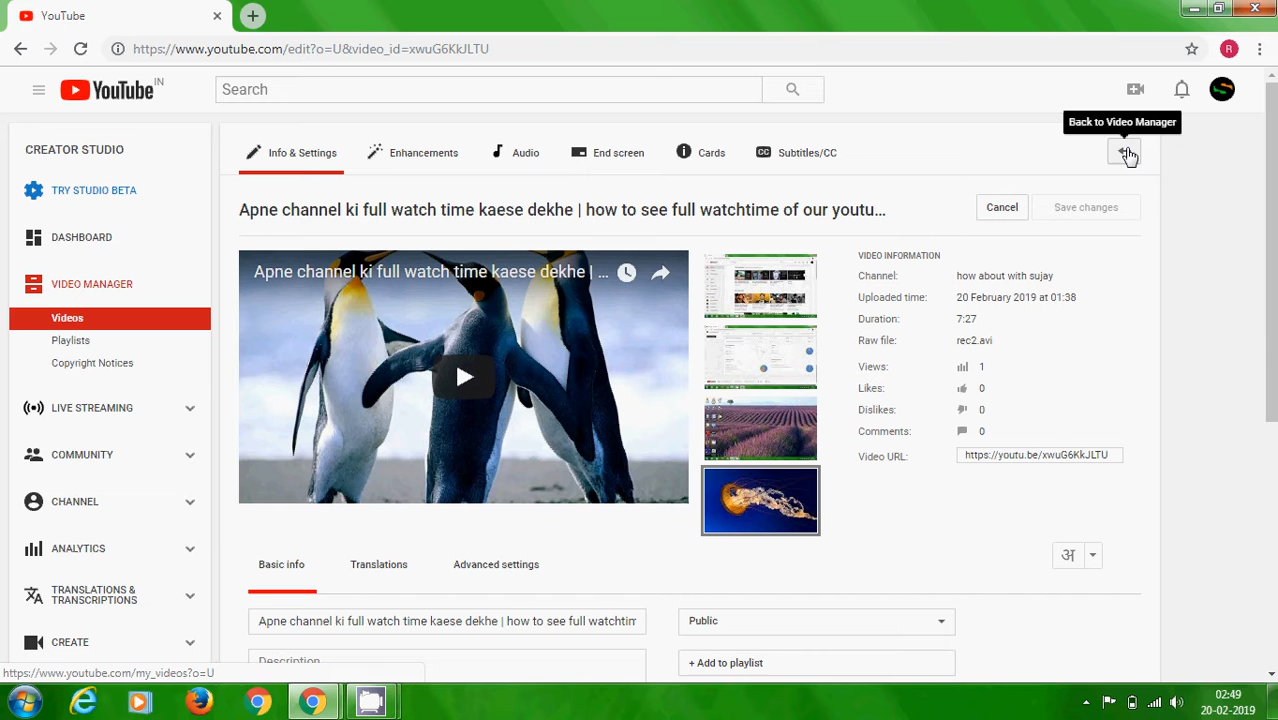 YouTube
https://www.youtube.com/edit?o=U&video_id=xwuG6KkJLTU
R
YouTube IN
Search
Back to Video Manager
CREATOR STUDIO
TRY STUDIO BETA
DASHBOARD
VIDEO MANAGER
Videos
Playlists
Copyright Notices
LIVE STREAMING
COMMUNITY
CHANNEL
ANALYTICS
TRANSLATIONS &
TRANSCRIPTIONS
CREATE
Info & Settings
Enhancements
Audio
End screen
Cards
CC Subtitles/CC
Apne channel ki full watch time kaese dekhe | how to see full watchtime of our youtu...
Cancel
Save changes
Apne channel ki full watch time kaese dekhe | ...
VIDEO INFORMATION
Channel: how about with sujay
Uploaded time: 20 February 2019 at 01:38
Duration: 7:27
Raw file: rec2.avi
Views: 1
Likes: 0
Dislikes: 0
Comments: 0
Video URL: https://youtu.be/xwuG6KkJLTU
अ
Basic info
Translations
Advanced settings
Apne channel ki full watch time kaese dekhe | how to see full watchtim
Public
Description
+ Add to playlist
https://www.youtube.com/my_videos?o=U
02:49
20-02-2019